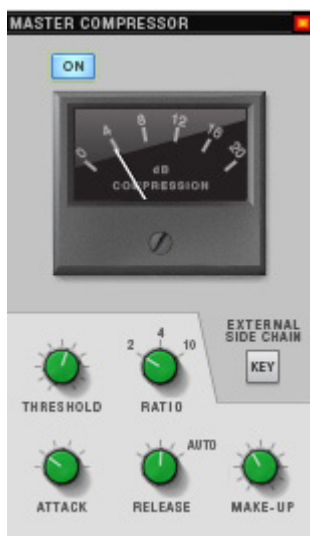 MASTER COMPRESSOR
ON
0 4 8 12 16 20
dB
COMPRESSION
EXTERNAL
SIDE CHAIN
KEY
2 4 10
THRESHOLD RATIO
AUTO
ATTACK RELEASE MAKE-UP